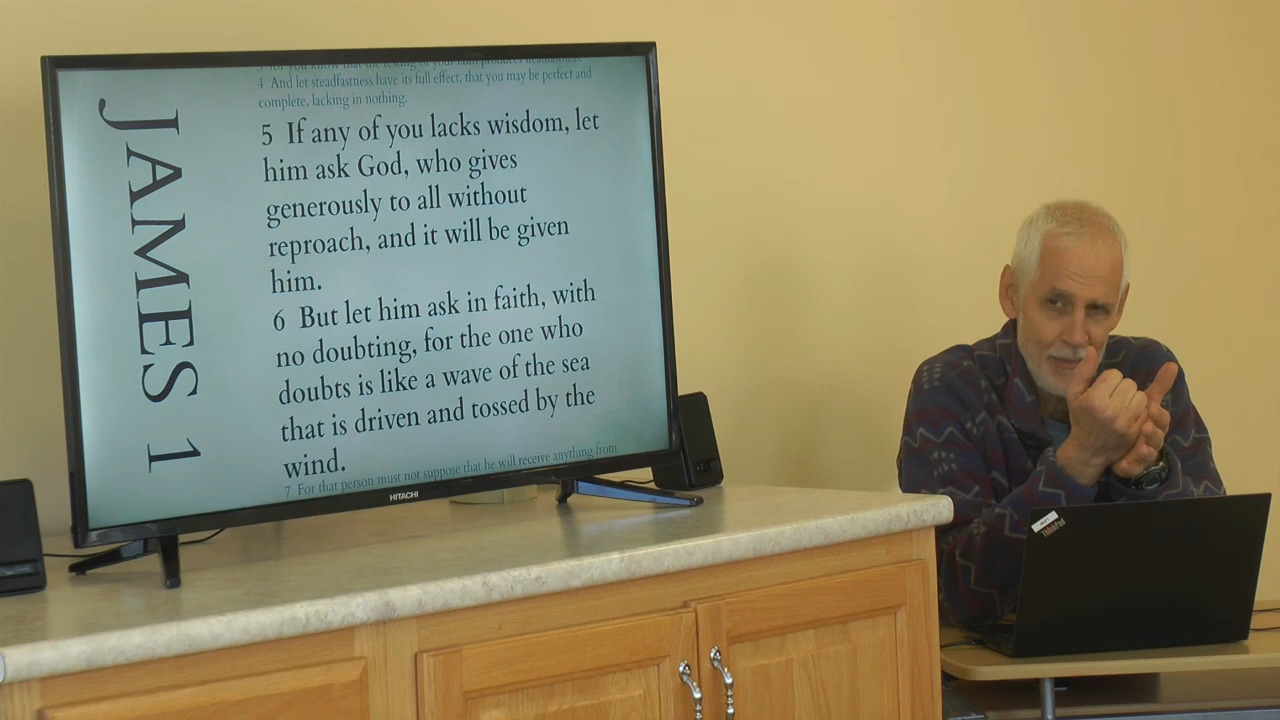 JAMES 1
4 And let steadfastness have its full effect, that you may be perfect and
complete, lacking in nothing.
5 If any of you lacks wisdom, let
him ask God, who gives
generously to all without
reproach, and it will be given
him.
6 But let him ask in faith, with
no doubting, for the one who
doubts is like a wave of the sea
that is driven and tossed by the
wind.
7 For that person must not suppose that he will receive anything from
HITACHI
ThinkPad